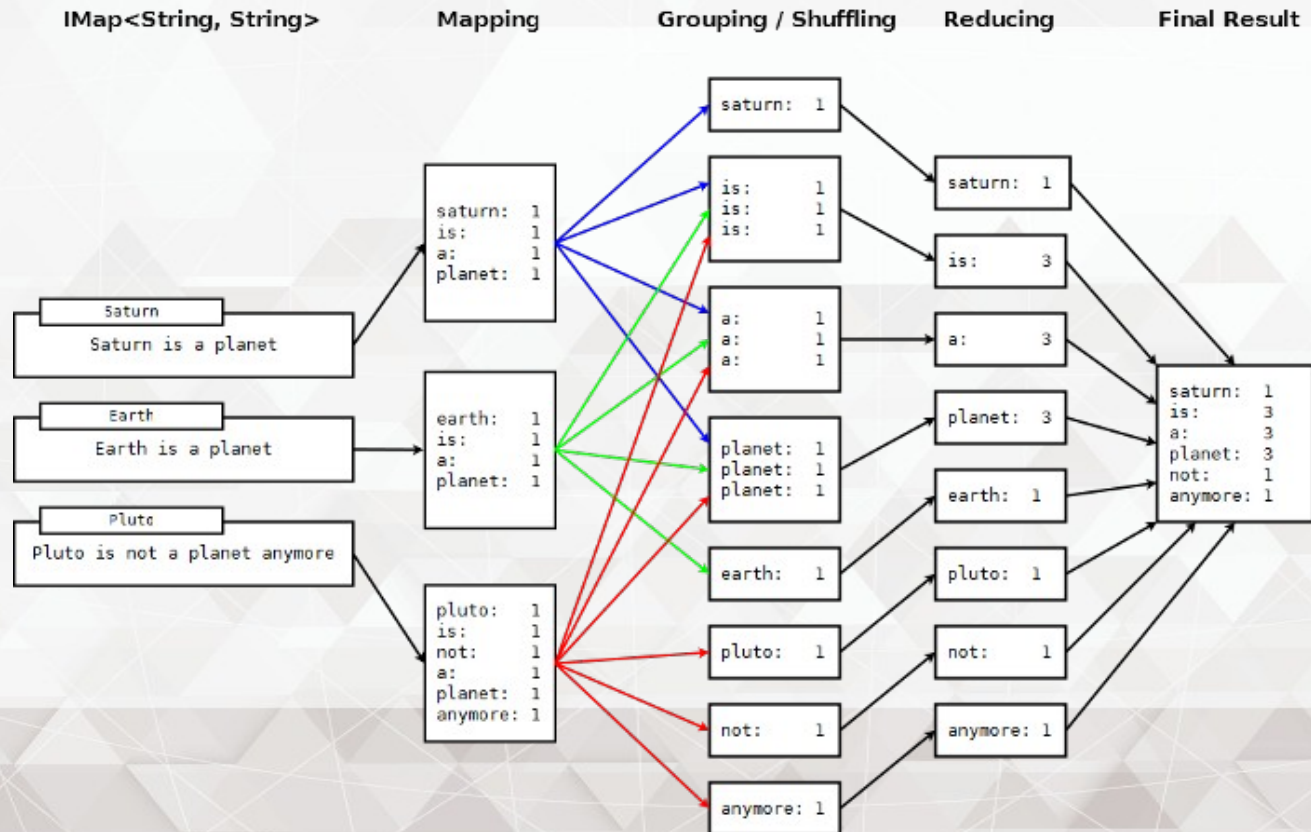 IMap<String, String>
Mapping
Grouping / Shuffling
Reducing
Final Result
Saturn
Saturn is a planet
Earth
Earth is a planet
Pluto
Pluto is not a planet anymore
saturn: 1
is: 1
a: 1
planet: 1
earth: 1
is: 1
a: 1
planet: 1
pluto: 1
is: 1
not: 1
a: 1
planet: 1
anymore: 1
saturn: 1
is: 1
is: 1
is: 1
a: 1
a: 1
a: 1
planet: 1
planet: 1
planet: 1
earth: 1
pluto: 1
not: 1
anymore: 1
saturn: 1
is: 3
a: 3
planet: 3
earth: 1
pluto: 1
not: 1
anymore: 1
saturn: 1
is: 3
a: 3
planet: 3
not: 1
anymore: 1